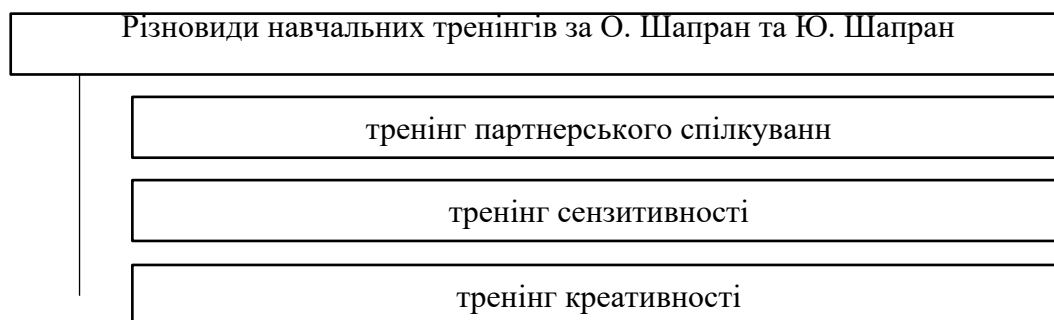 Різновиди навчальних тренінгів за О. Шапран та Ю. Шапран
тренінг партнерського спілкуванн
тренінг сензитивності
тренінг креативності